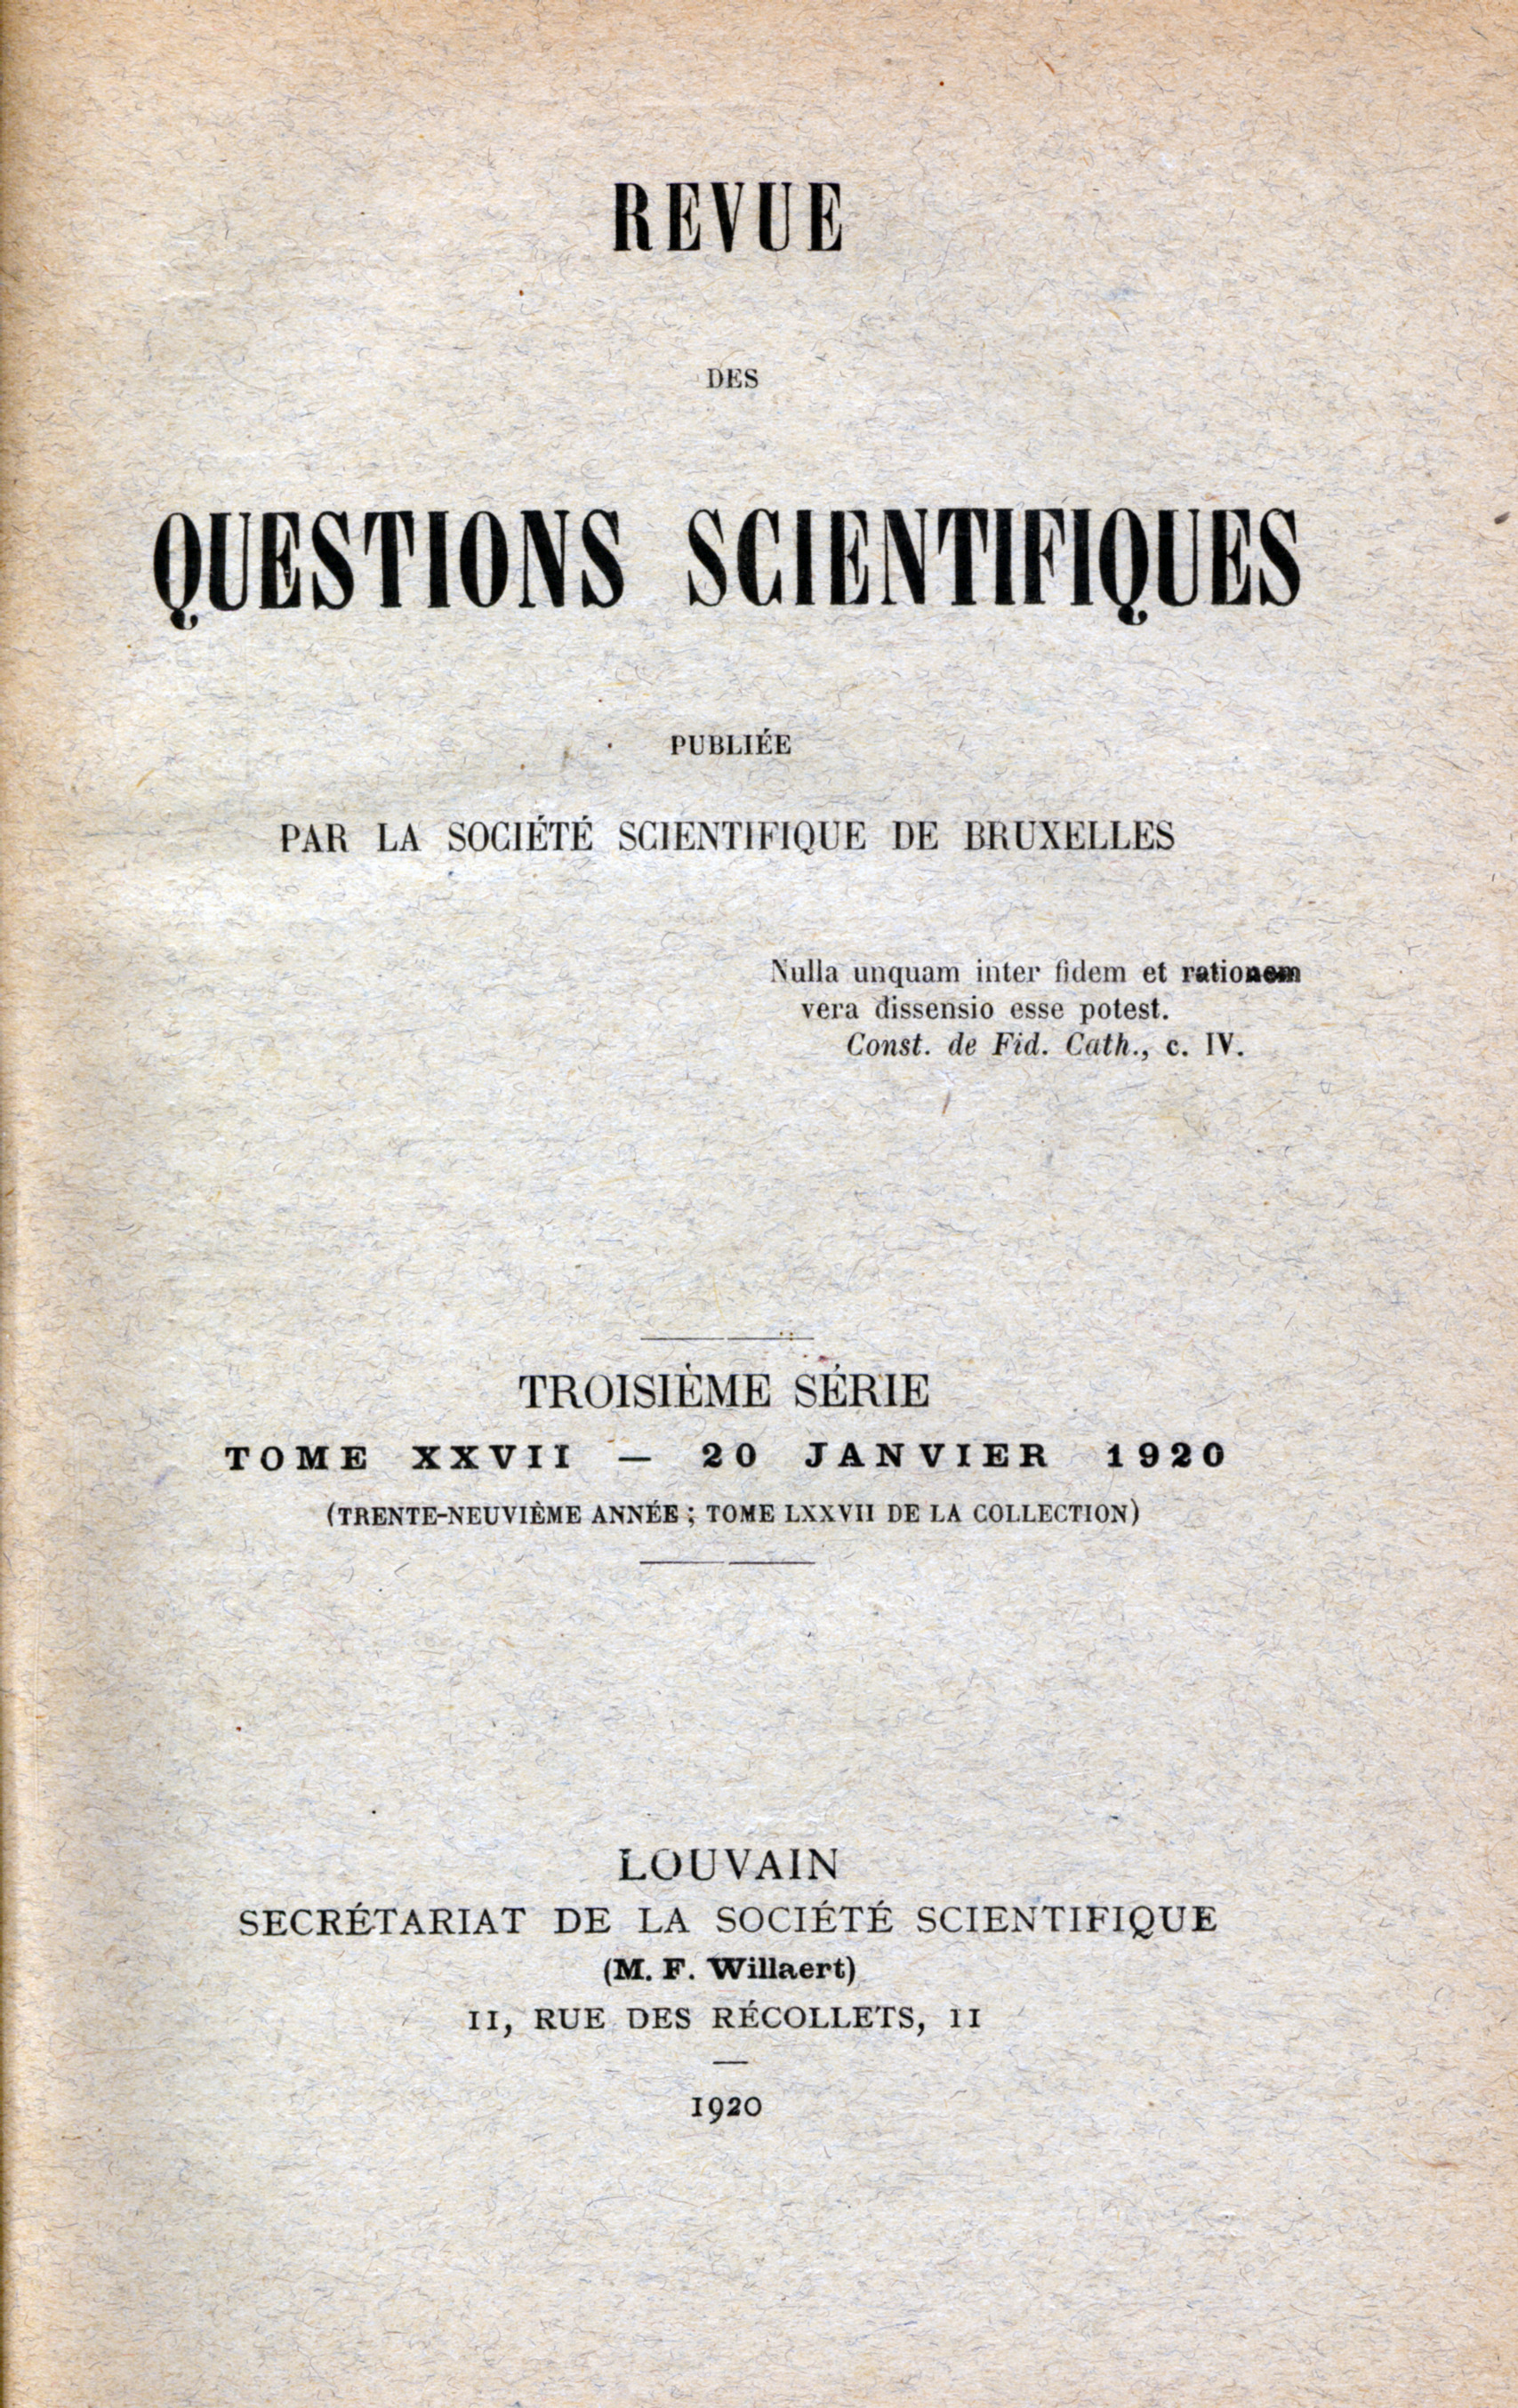 REVUE
DES
QUESTIONS SCIENTIFIQUES
PUBLIÉE
PAR LA SOCIÉTÉ SCIENTIFIQUE DE BRUXELLES
Nulla unquam inter fidem et rationem
vera dissensio esse potest.
Const. de Fid. Cath., c. IV.
TROISIÈME SÉRIE
TOME XXVII — 20 JANVIER 1920
(TRENTE-NEUVIÈME ANNÉE ; TOME LXXVII DE LA COLLECTION)
LOUVAIN
SECRÉTARIAT DE LA SOCIÉTÉ SCIENTIFIQUE
(M. F. Willaert)
11, RUE DES RÉCOLLETS, 11
1920